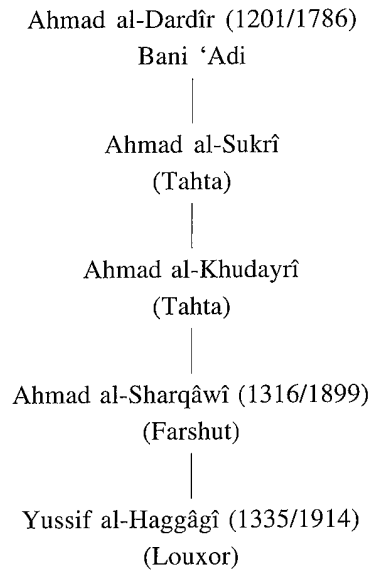 Ahmad al-Dardîr (1201/1786)
Bani ‘Adi
Ahmad al-Sukrî
(Tahta)
Ahmad al-Khudayrî
(Tahta)
Ahmad al-Sharqâwî (1316/1899)
(Farshut)
Yussif al-Haggâgî (1335/1914)
(Louxor)